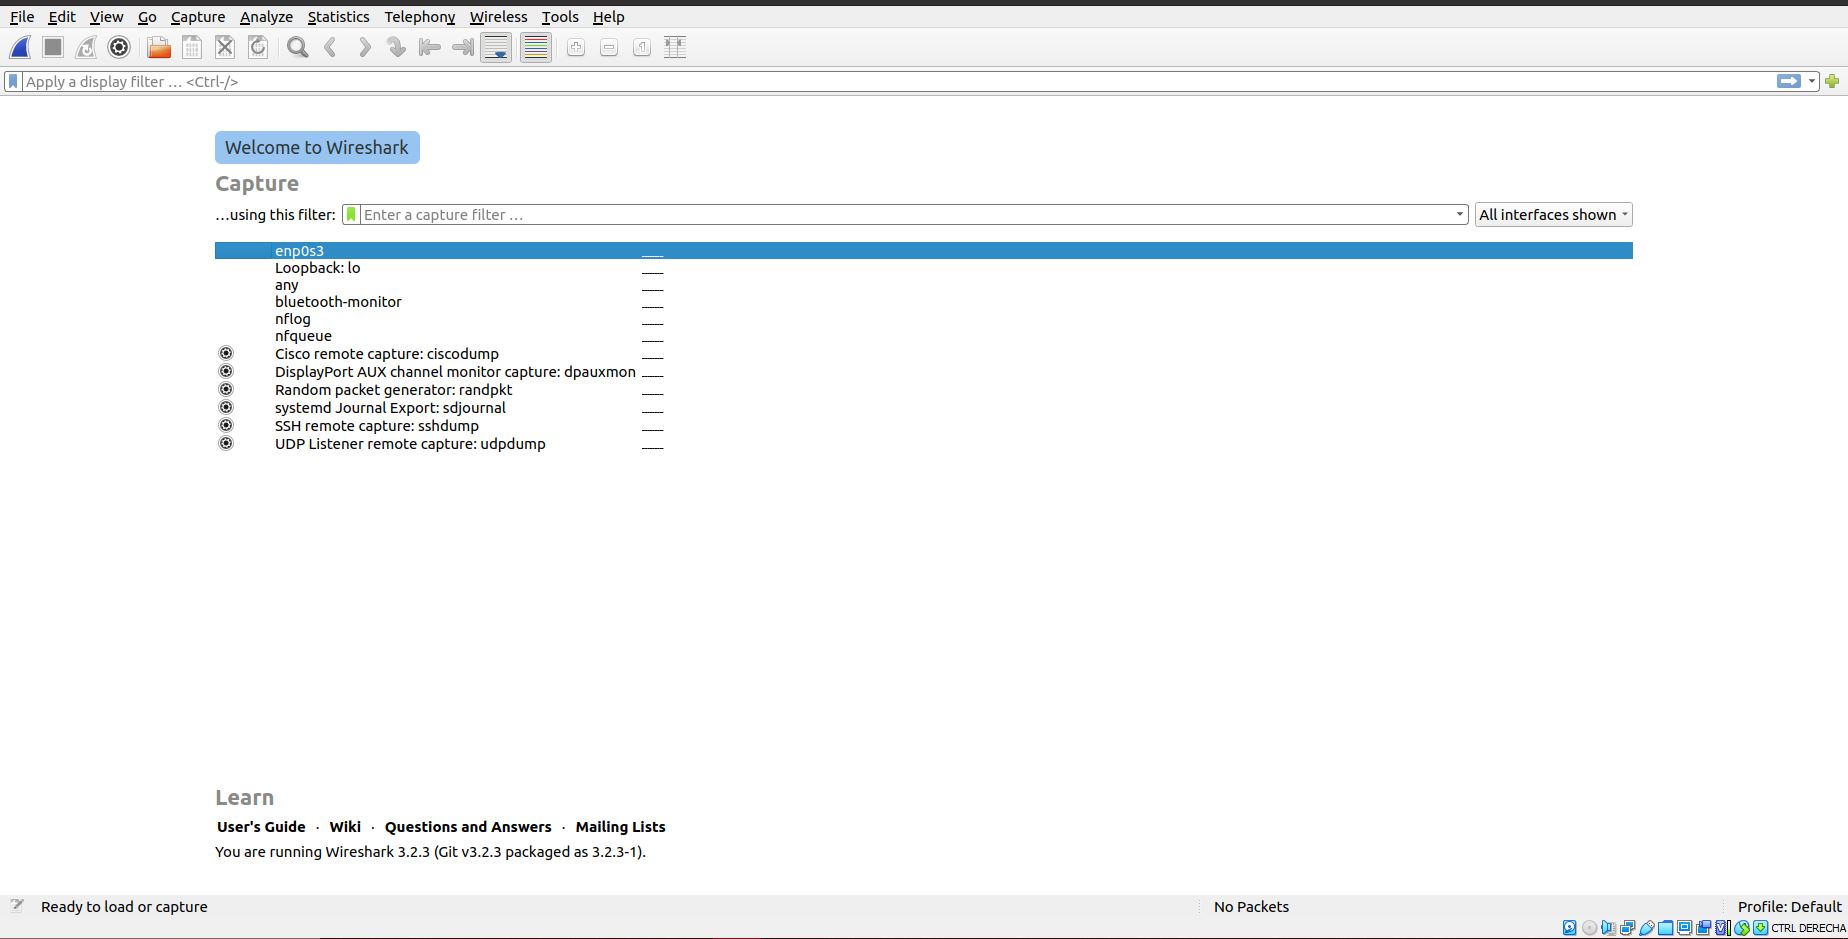 File Edit View Go Capture Analyze Statistics Telephony Wireless Tools Help
Apply a display filter … <Ctrl-/>
Welcome to Wireshark
Capture
…using this filter: Enter a capture filter … All interfaces shown
enp0s3
Loopback: lo
any
bluetooth-monitor
nflog
nfqueue
Cisco remote capture: ciscodump
DisplayPort AUX channel monitor capture: dpauxmon
Random packet generator: randpkt
systemd Journal Export: sdjournal
SSH remote capture: sshdump
UDP Listener remote capture: udpdump
Learn
User's Guide · Wiki · Questions and Answers · Mailing Lists
You are running Wireshark 3.2.3 (Git v3.2.3 packaged as 3.2.3-1).
Ready to load or capture No Packets Profile: Default
CTRL DERECHA